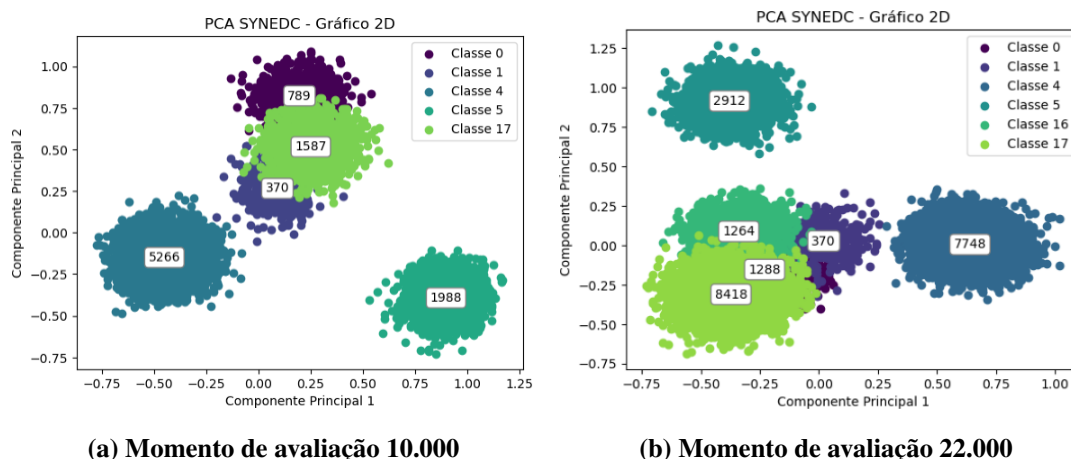 PCA SYNEDC - Gráfico 2D
Componente Principal 2
1.00
0.75
0.50
0.25
0.00
−0.25
−0.50
−0.75
Classe 0
Classe 1
Classe 4
Classe 5
Classe 17
789
1587
370
5266
1988
−0.75
−0.50
−0.25
0.00
0.25
0.50
0.75
1.00
1.25
Componente Principal 1
(a) Momento de avaliação 10.000
PCA SYNEDC - Gráfico 2D
Componente Principal 2
1.25
1.00
0.75
0.50
0.25
0.00
−0.25
−0.50
−0.75
Classe 0
Classe 1
Classe 4
Classe 5
Classe 16
Classe 17
2912
1264
370
7748
1288
8418
−0.75
−0.50
−0.25
0.00
0.25
0.50
0.75
1.00
Componente Principal 1
(b) Momento de avaliação 22.000